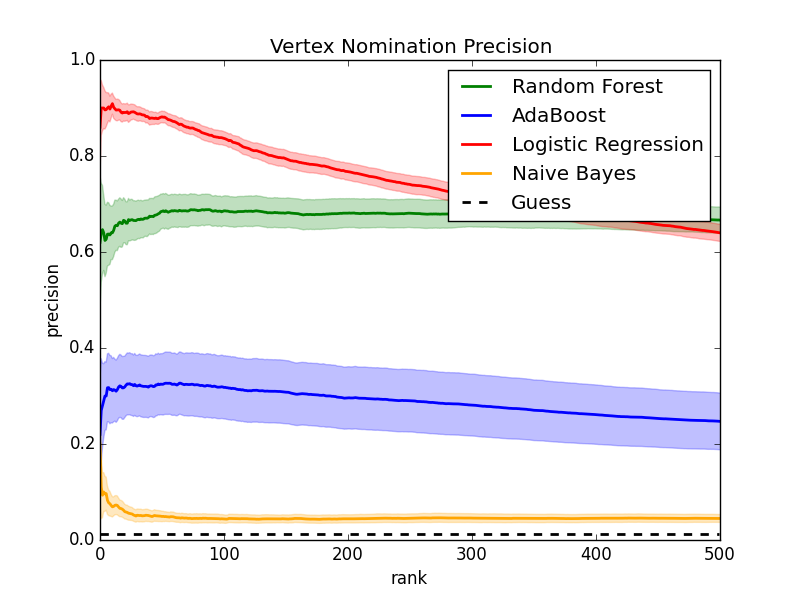 Vertex Nomination Precision
1.0
0.8
0.6
0.4
0.2
0.0
precision
Random Forest
AdaBoost
Logistic Regression
Naive Bayes
Guess
0
100
200
300
400
500
rank